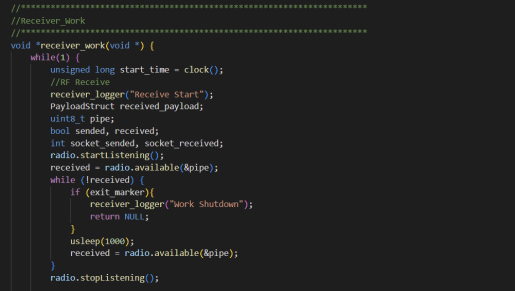 //******************************************************************
//Receiver_Work
//******************************************************************
void *receiver_work(void *) {
    while(1) {
        unsigned long start_time = clock();
        //RF Receive
        receiver_logger("Receive Start");
        PayloadStruct received_payload;
        uint8_t pipe;
        bool sended, received;
        int socket_sended, socket_received;
        radio.startListening();
        received = radio.available(&pipe);
        while (!received) {
            if (exit_marker){
                receiver_logger("Work Shutdown");
                return NULL;
            }
            usleep(1000);
            received = radio.available(&pipe);
        }
        radio.stopListening();